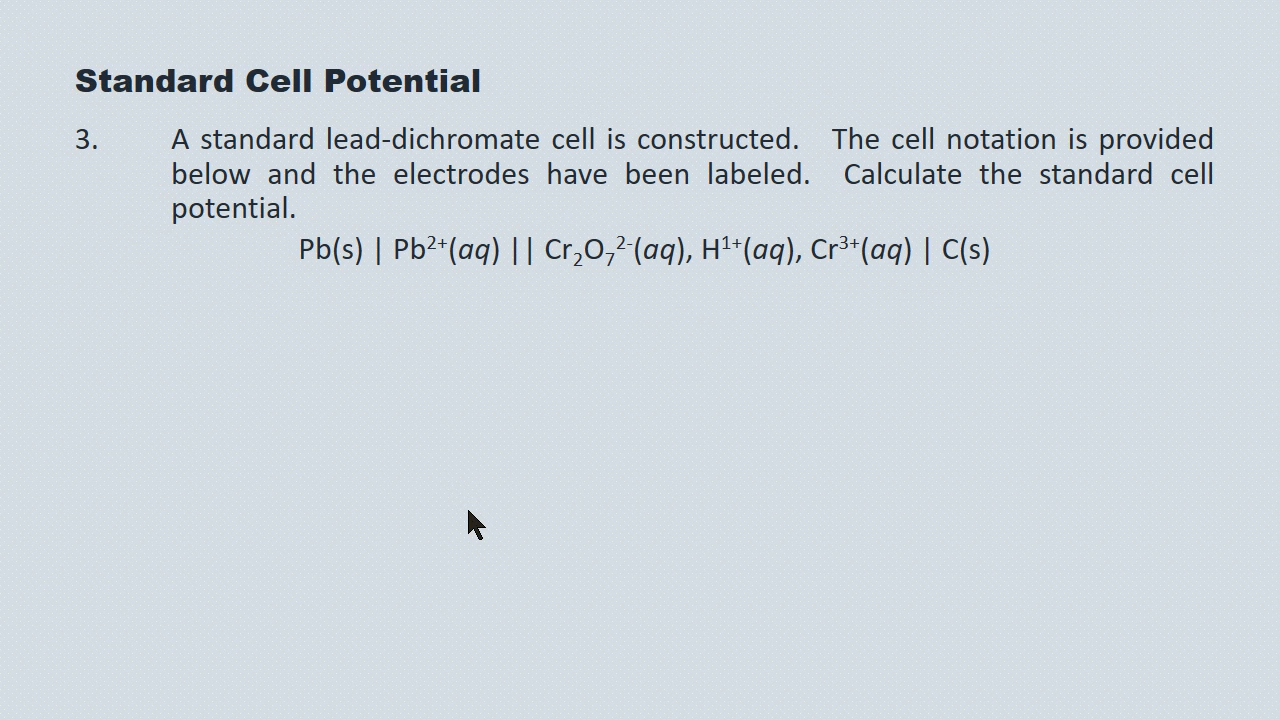 Standard Cell Potential
3. A standard lead-dichromate cell is constructed. The cell notation is provided
below and the electrodes have been labeled. Calculate the standard cell
potential.
Pb(s) | Pb²⁺(aq) || Cr₂O₇²⁻(aq), H¹⁺(aq), Cr³⁺(aq) | C(s)